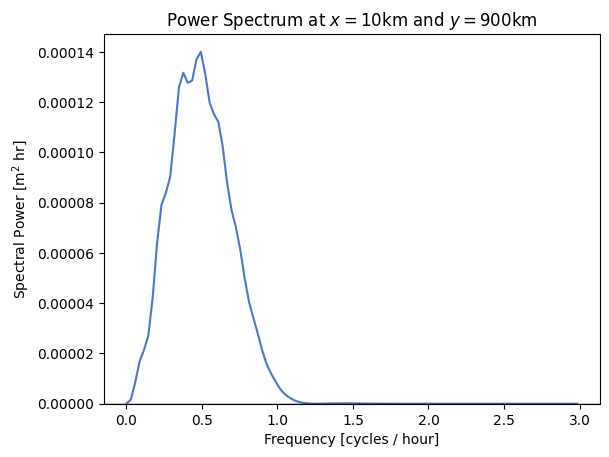 Power Spectrum at x = 10km and y = 900km
0.00014
0.00012
0.00010
0.00008
0.00006
0.00004
0.00002
0.00000
Spectral Power [m² hr]
0.0 0.5 1.0 1.5 2.0 2.5 3.0
Frequency [cycles / hour]